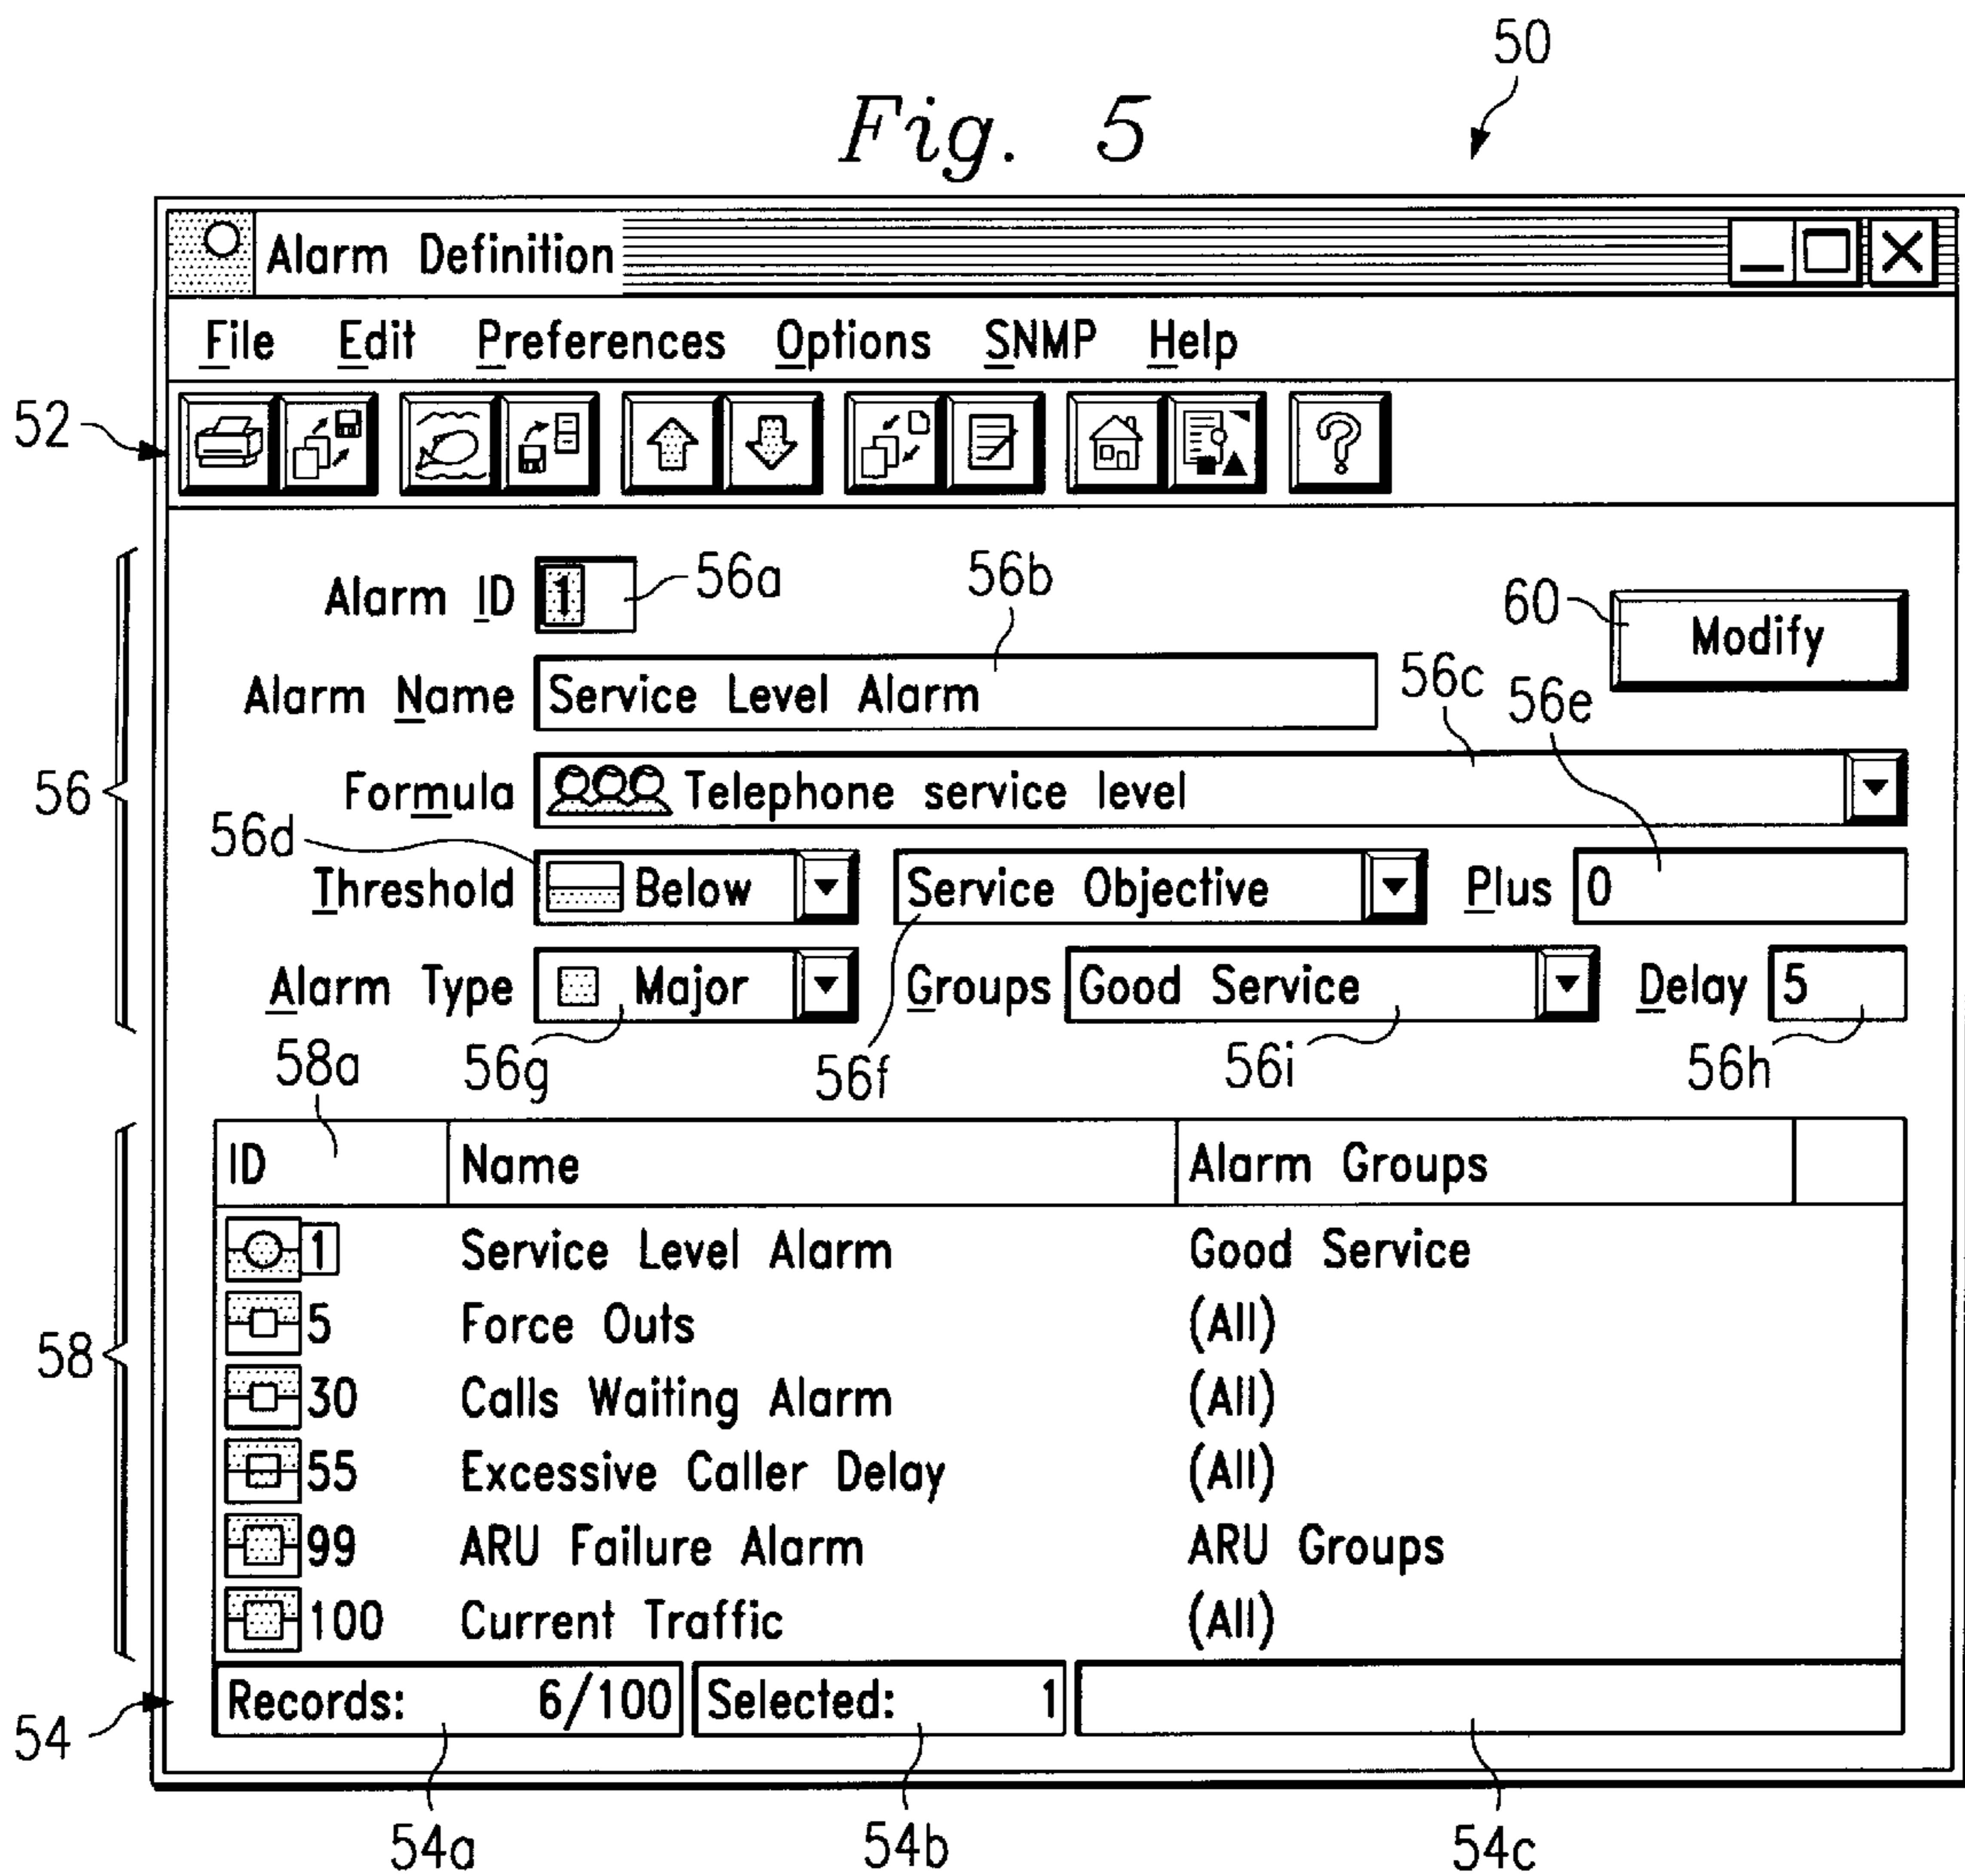 50
Fig. 5
Alarm Definition
File Edit Preferences Options SNMP Help
52
56
Alarm ID 1 56a 56b 60 Modify
Alarm Name Service Level Alarm 56c 56e
Formula Telephone service level
56d
Threshold Below Service Objective Plus 0
Alarm Type Major Groups Good Service Delay 5
58a 56g 56f 56i 56h
58
ID Name Alarm Groups
1 Service Level Alarm Good Service
5 Force Outs (All)
30 Calls Waiting Alarm (All)
55 Excessive Caller Delay (All)
99 ARU Failure Alarm ARU Groups
100 Current Traffic (All)
54 Records: 6/100 Selected: 1
54a 54b 54c